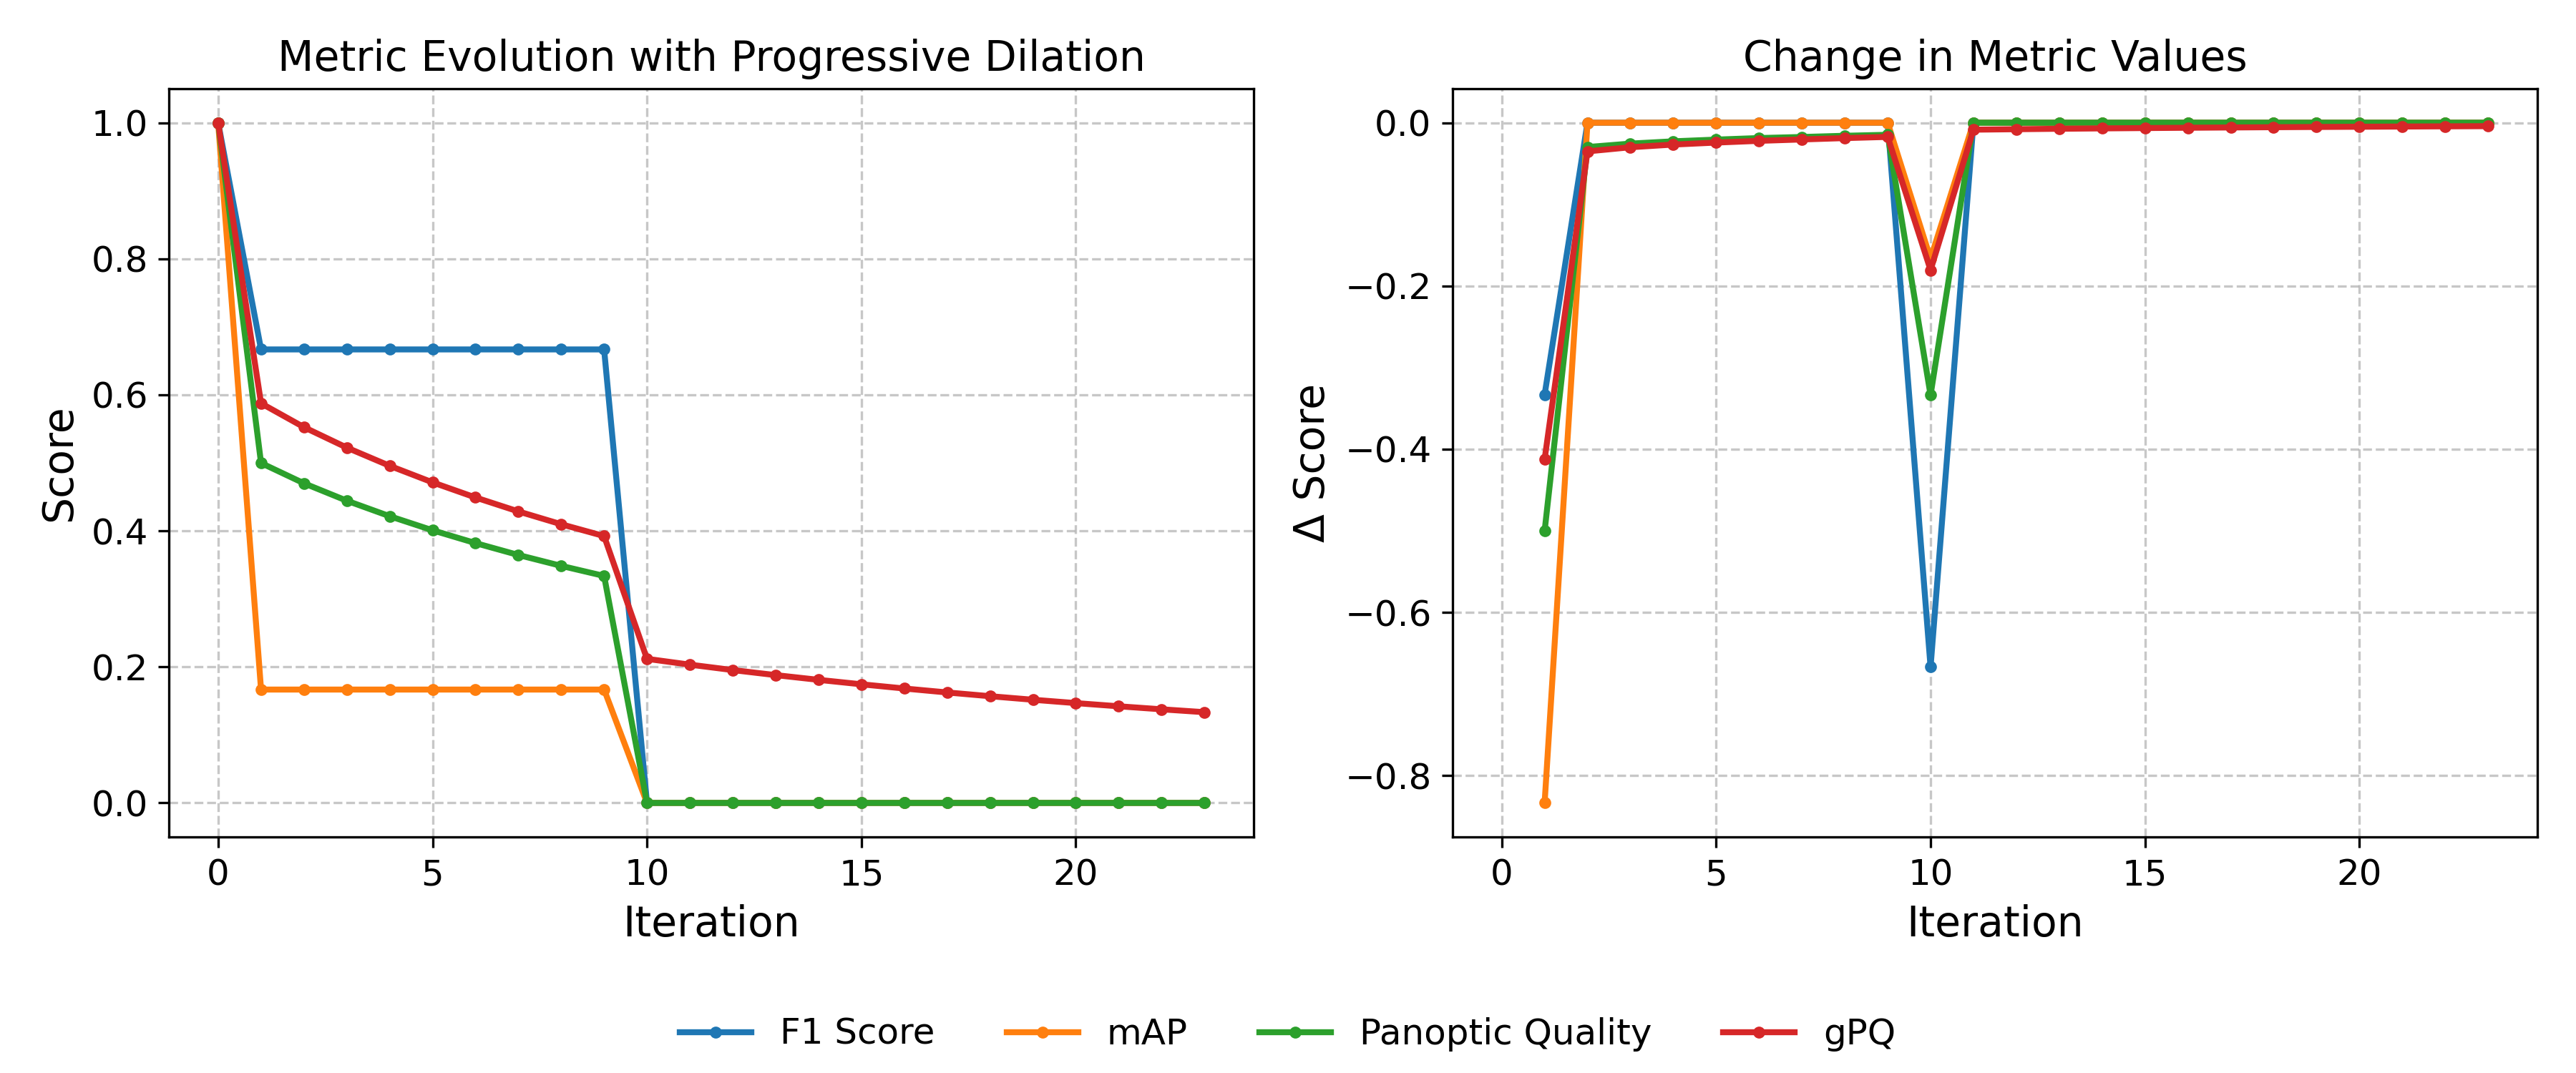 Metric Evolution with Progressive Dilation
Score
1.0
0.8
0.6
0.4
0.2
0.0
0 5 10 15 20
Iteration
Change in Metric Values
Δ Score
0.0
−0.2
−0.4
−0.6
−0.8
0 5 10 15 20
Iteration
F1 Score mAP Panoptic Quality gPQ